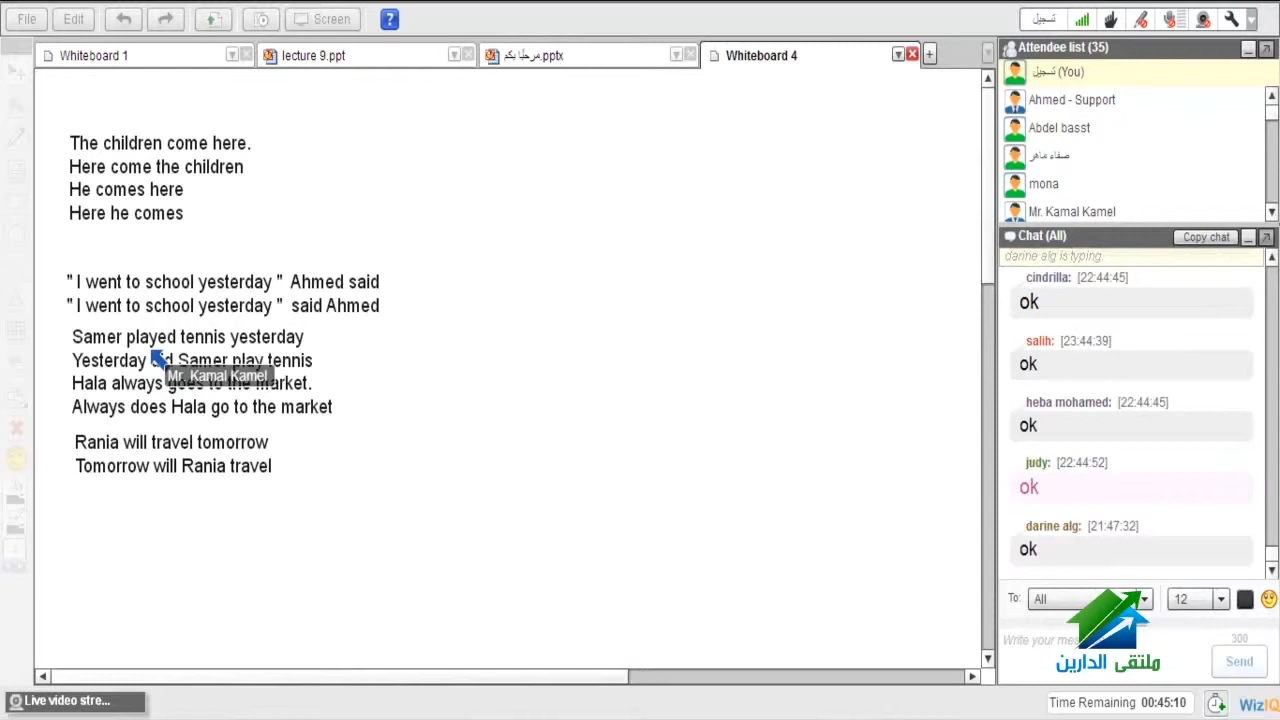 File
Edit
Screen
?
تسجيل
Whiteboard 1
lecture 9.ppt
مرحبًا بكم.pptx
Whiteboard 4
The children come here.
Here come the children
He comes here
Here he comes
" I went to school yesterday " Ahmed said
" I went to school yesterday " said Ahmed
Samer played tennis yesterday
Yesterday did Samer play tennis
Mr. Kamal Kamel
Hala always goes to the market.
Always does Hala go to the market
Rania will travel tomorrow
Tomorrow will Rania travel
Attendee list (35)
تسجيل (You)
Ahmed - Support
Abdel basst
صفاء ماهر
mona
Mr. Kamal Kamel
Chat (All)
Copy chat
darine alg is typing.
cindrilla: [22:44:45]
ok
salih: [23:44:39]
ok
heba mohamed: [22:44:45]
ok
judy: [22:44:52]
ok
darine alg: [21:47:32]
ok
To: All 12
Write your mes
300
Send
ملتقى الدارين
Live video stre...
Time Remaining 00:45:10
WizIQ